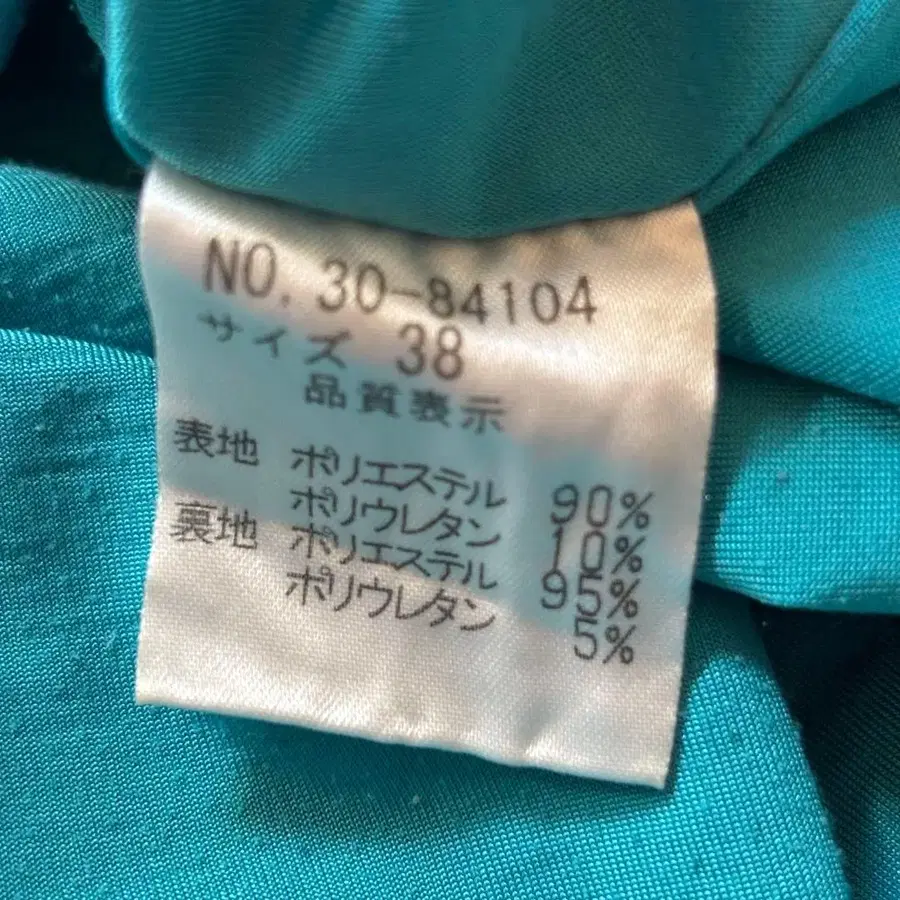 NO. 30-84104
サイズ 38
品質表示
表地 ポリエステル 90%
ポリウレタン 10%
裏地 ポリエステル 95%
ポリウレタン 5%